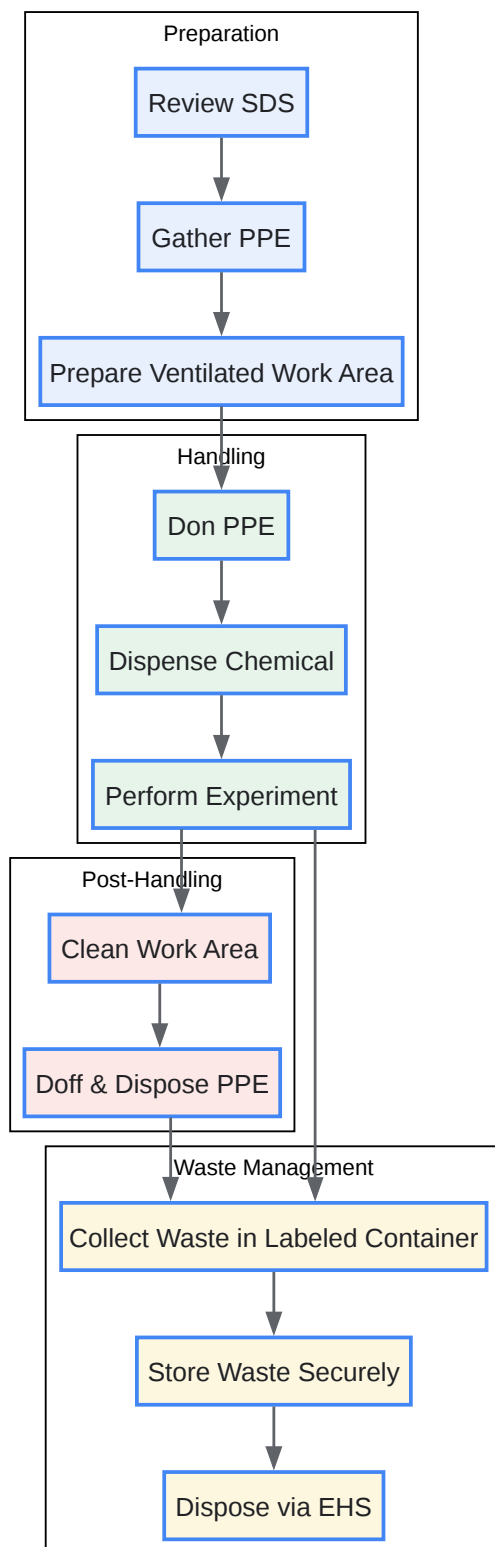 Preparation
Review SDS
Gather PPE
Prepare Ventilated Work Area
Handling
Don PPE
Dispense Chemical
Perform Experiment
Post-Handling
Clean Work Area
Doff & Dispose PPE
Waste Management
Collect Waste in Labeled Container
Store Waste Securely
Dispose via EHS